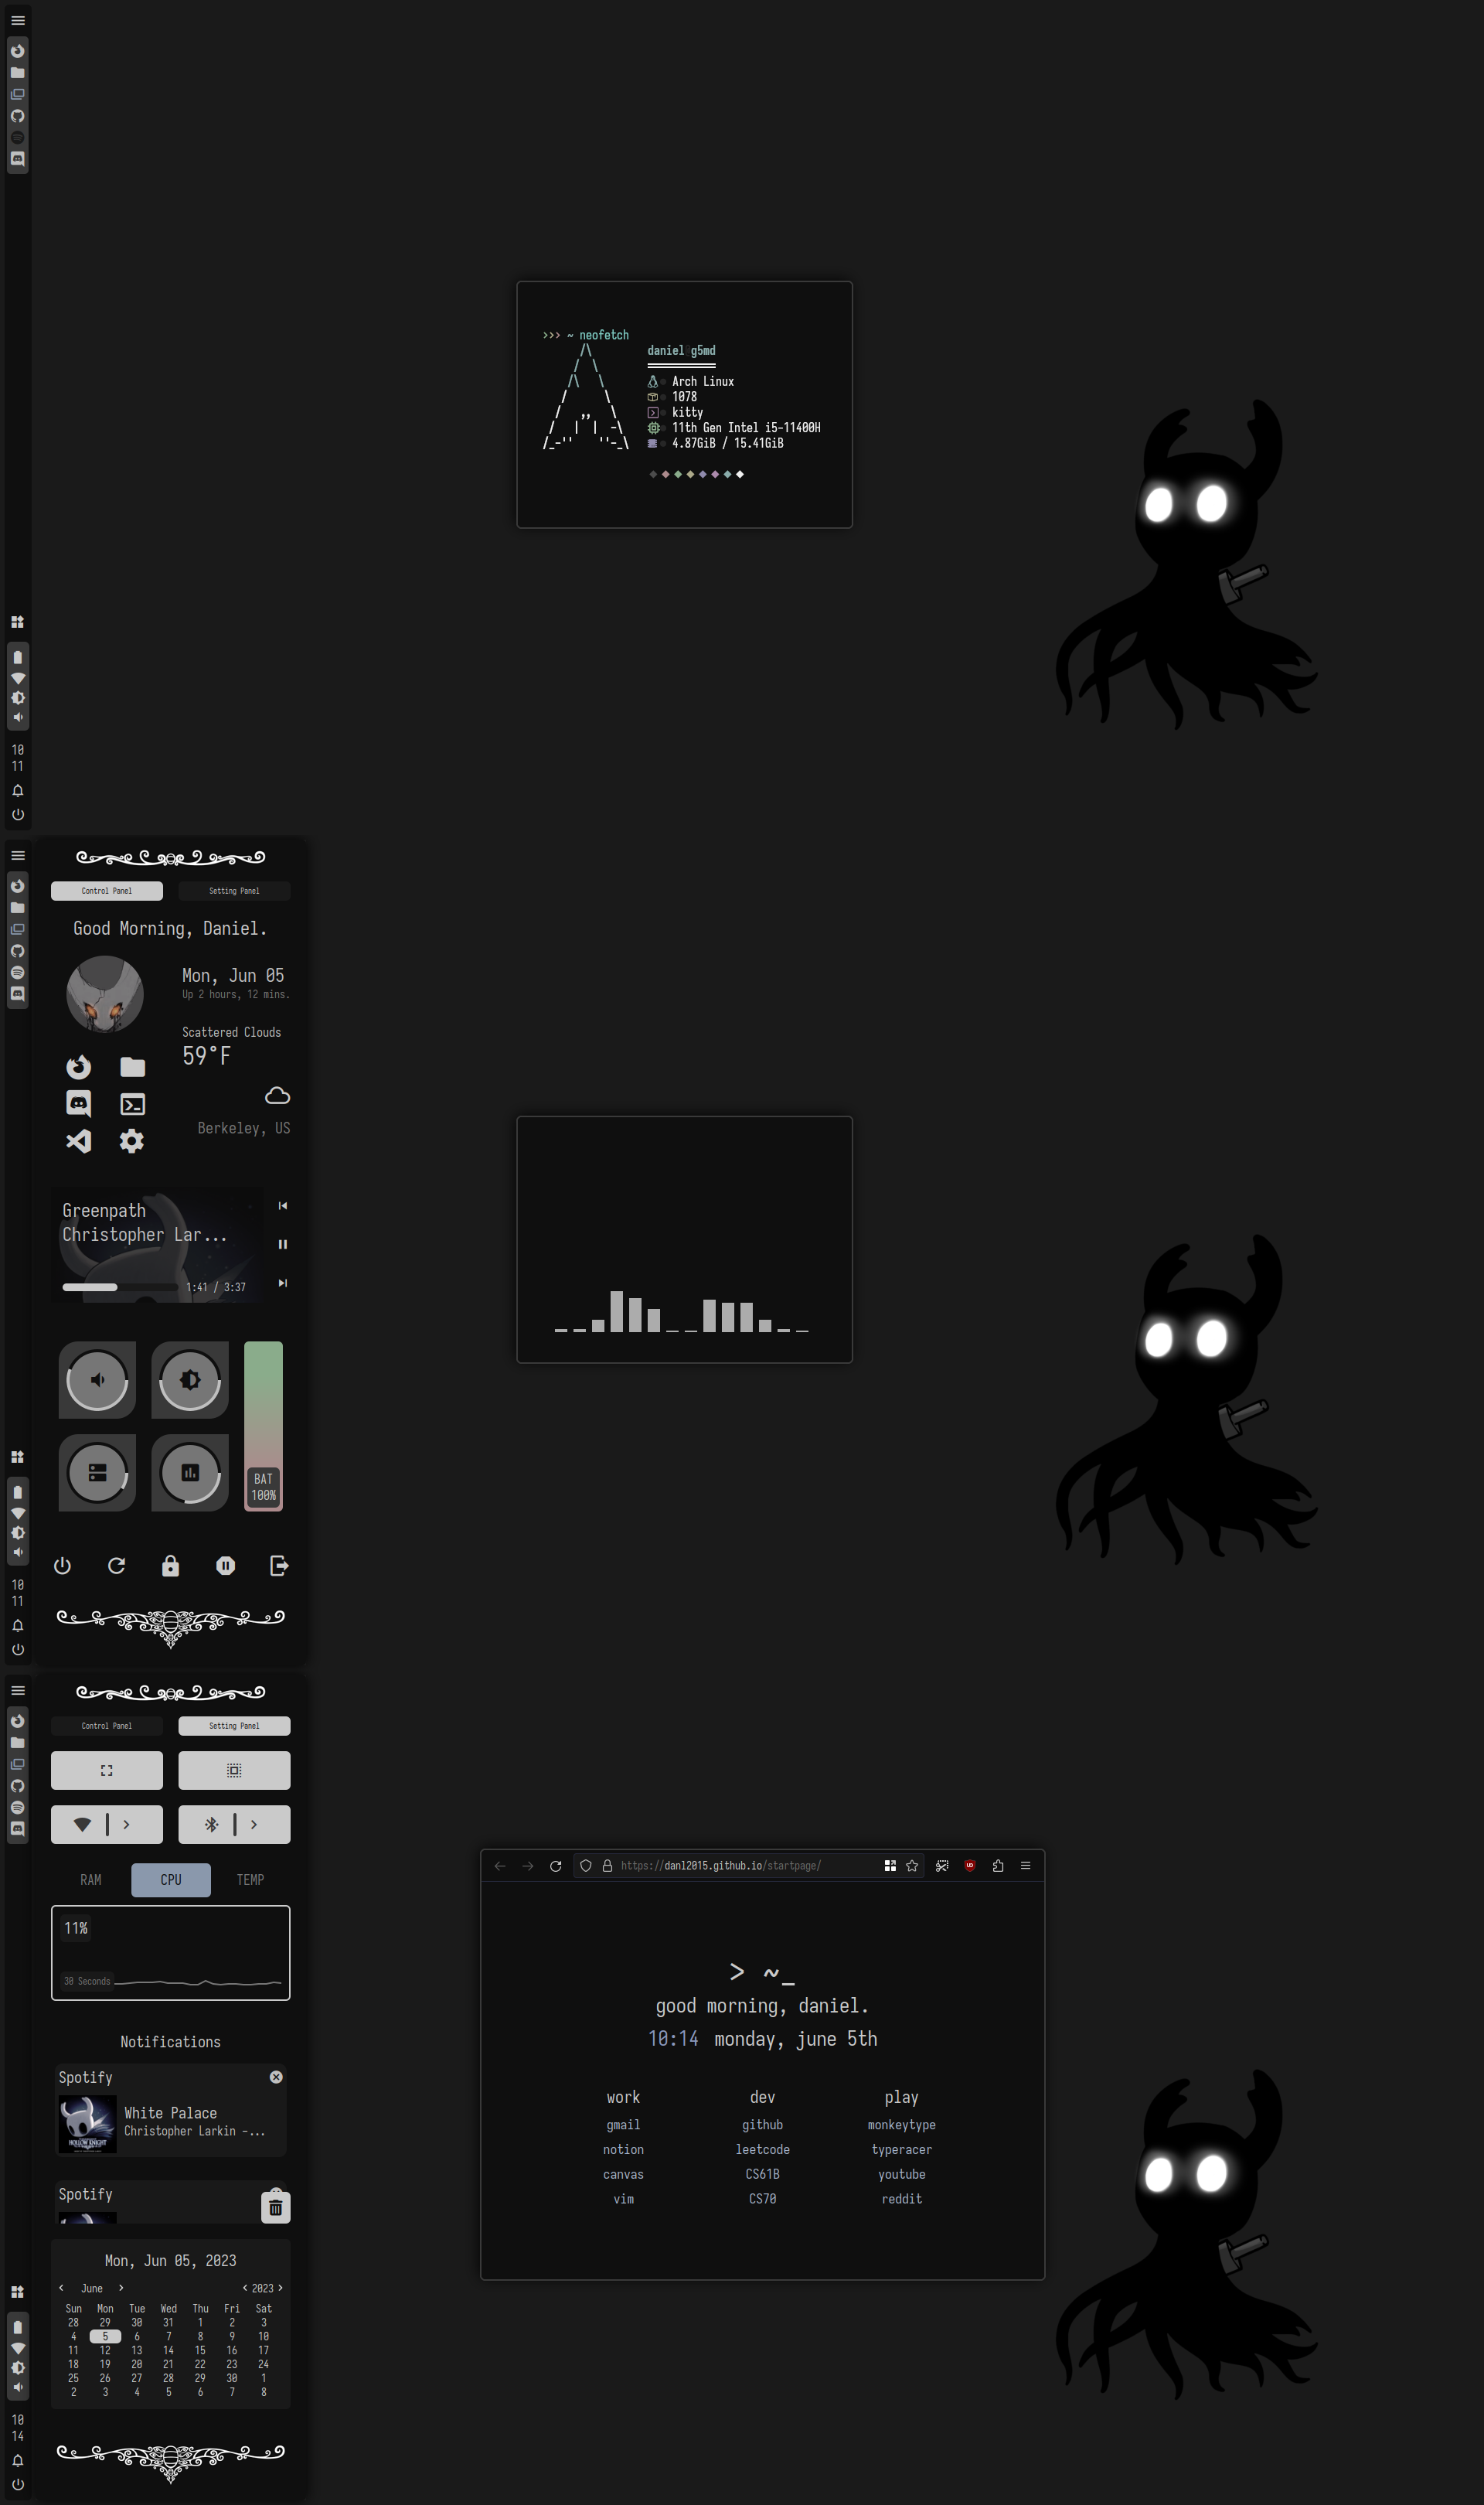 >>> ~ neofetch
daniel@g5md
Arch Linux
1078
kitty
11th Gen Intel i5-11400H
4.87GiB / 15.41GiB
10
11
Control Panel
Setting Panel
Good Morning, Daniel.
Mon, Jun 05
Up 2 hours, 12 mins.
Scattered Clouds
59°F
Berkeley, US
Greenpath
Christopher Lar...
1:41 / 3:37
BAT
100%
10
11
Control Panel
Setting Panel
RAM
CPU
TEMP
11%
30 Seconds
Notifications
Spotify
White Palace
Christopher Larkin -...
HOLLOW KNIGHT
Spotify
Mon, Jun 05, 2023
< June > < 2023 >
Sun Mon Tue Wed Thu Fri Sat
28 29 30 31 1 2 3
4 5 6 7 8 9 10
11 12 13 14 15 16 17
18 19 20 21 22 23 24
25 26 27 28 29 30 1
2 3 4 5 6 7 8
10
14
https://danl2015.github.io/startpage/
> ~_
good morning, daniel.
10:14 monday, june 5th
work dev play
gmail github monkeytype
notion leetcode typeracer
canvas CS61B youtube
vim CS70 reddit